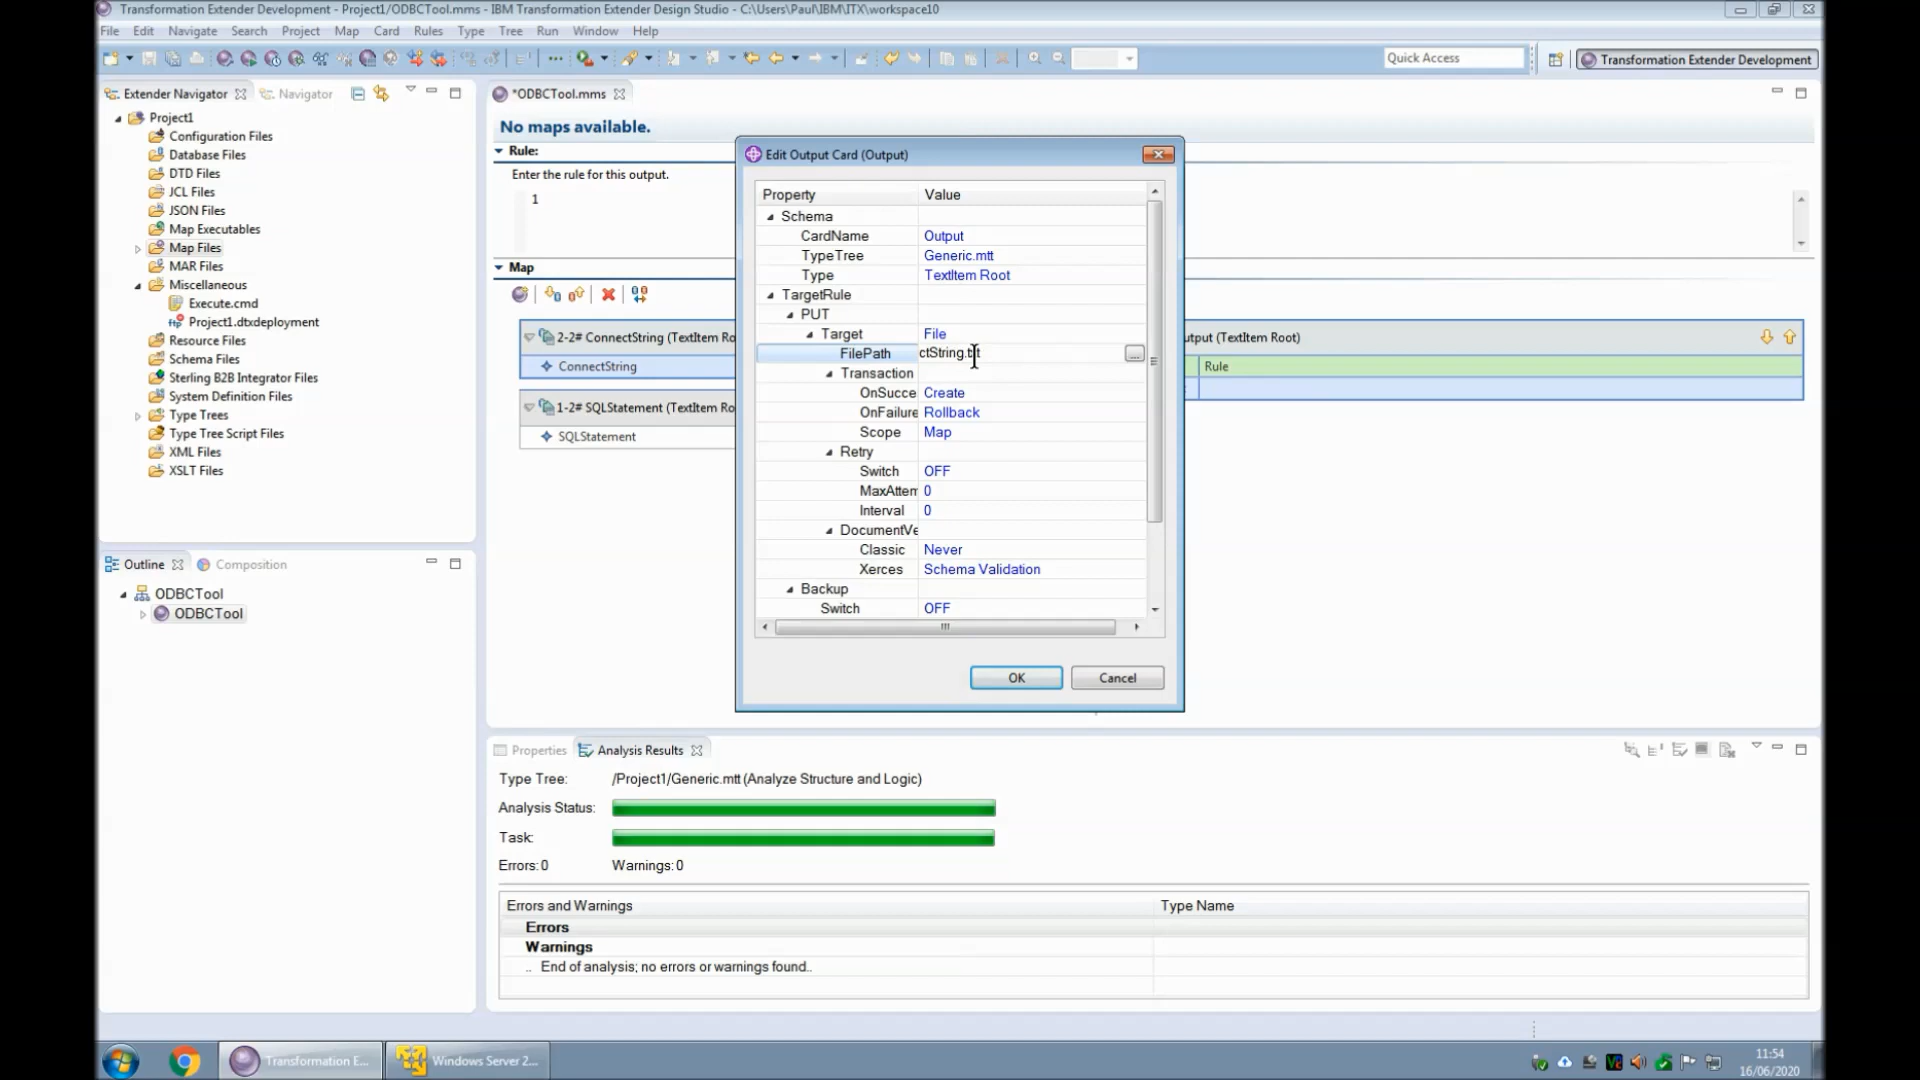 Transformation Extender Development - Project1/ODBCTool.mms - IBM Transformation Extender Design Studio - C:\Users\Paul\IBM\ITX\workspace10
File Edit Navigate Search Project Map Card Rules Type Tree Run Window Help
Quick Access
Transformation Extender Development
Extender Navigator
Navigator
Project1
Configuration Files
Database Files
DTD Files
JCL Files
JSON Files
Map Executables
Map Files
MAR Files
Miscellaneous
Execute.cmd
Project1.dtxdeployment
Resource Files
Schema Files
Sterling B2B Integrator Files
System Definition Files
Type Trees
Type Tree Script Files
XML Files
XSLT Files
Outline
Composition
ODBCTool
ODBCTool
*ODBCTool.mms
No maps available.
Rule:
Enter the rule for this output.
1
Map
2-2# ConnectString (TextItem Ro
ConnectString
1-2# SQLStatement (TextItem Ro
SQLStatement
utput (TextItem Root)
Rule
Edit Output Card (Output)
Property Value
Schema
CardName Output
TypeTree Generic.mtt
Type TextItem Root
TargetRule
PUT
Target File
FilePath ctString.txt ...
Transaction
OnSucce Create
OnFailure Rollback
Scope Map
Retry
Switch OFF
MaxAttem 0
Interval 0
DocumentVe
Classic Never
Xerces Schema Validation
Backup
Switch OFF
OK Cancel
Properties
Analysis Results
Type Tree: /Project1/Generic.mtt (Analyze Structure and Logic)
Analysis Status:
Task:
Errors: 0 Warnings: 0
Errors and Warnings Type Name
Errors
Warnings
.. End of analysis; no errors or warnings found..
Transformation E...
Windows Server 2...
11:54
16/06/2020